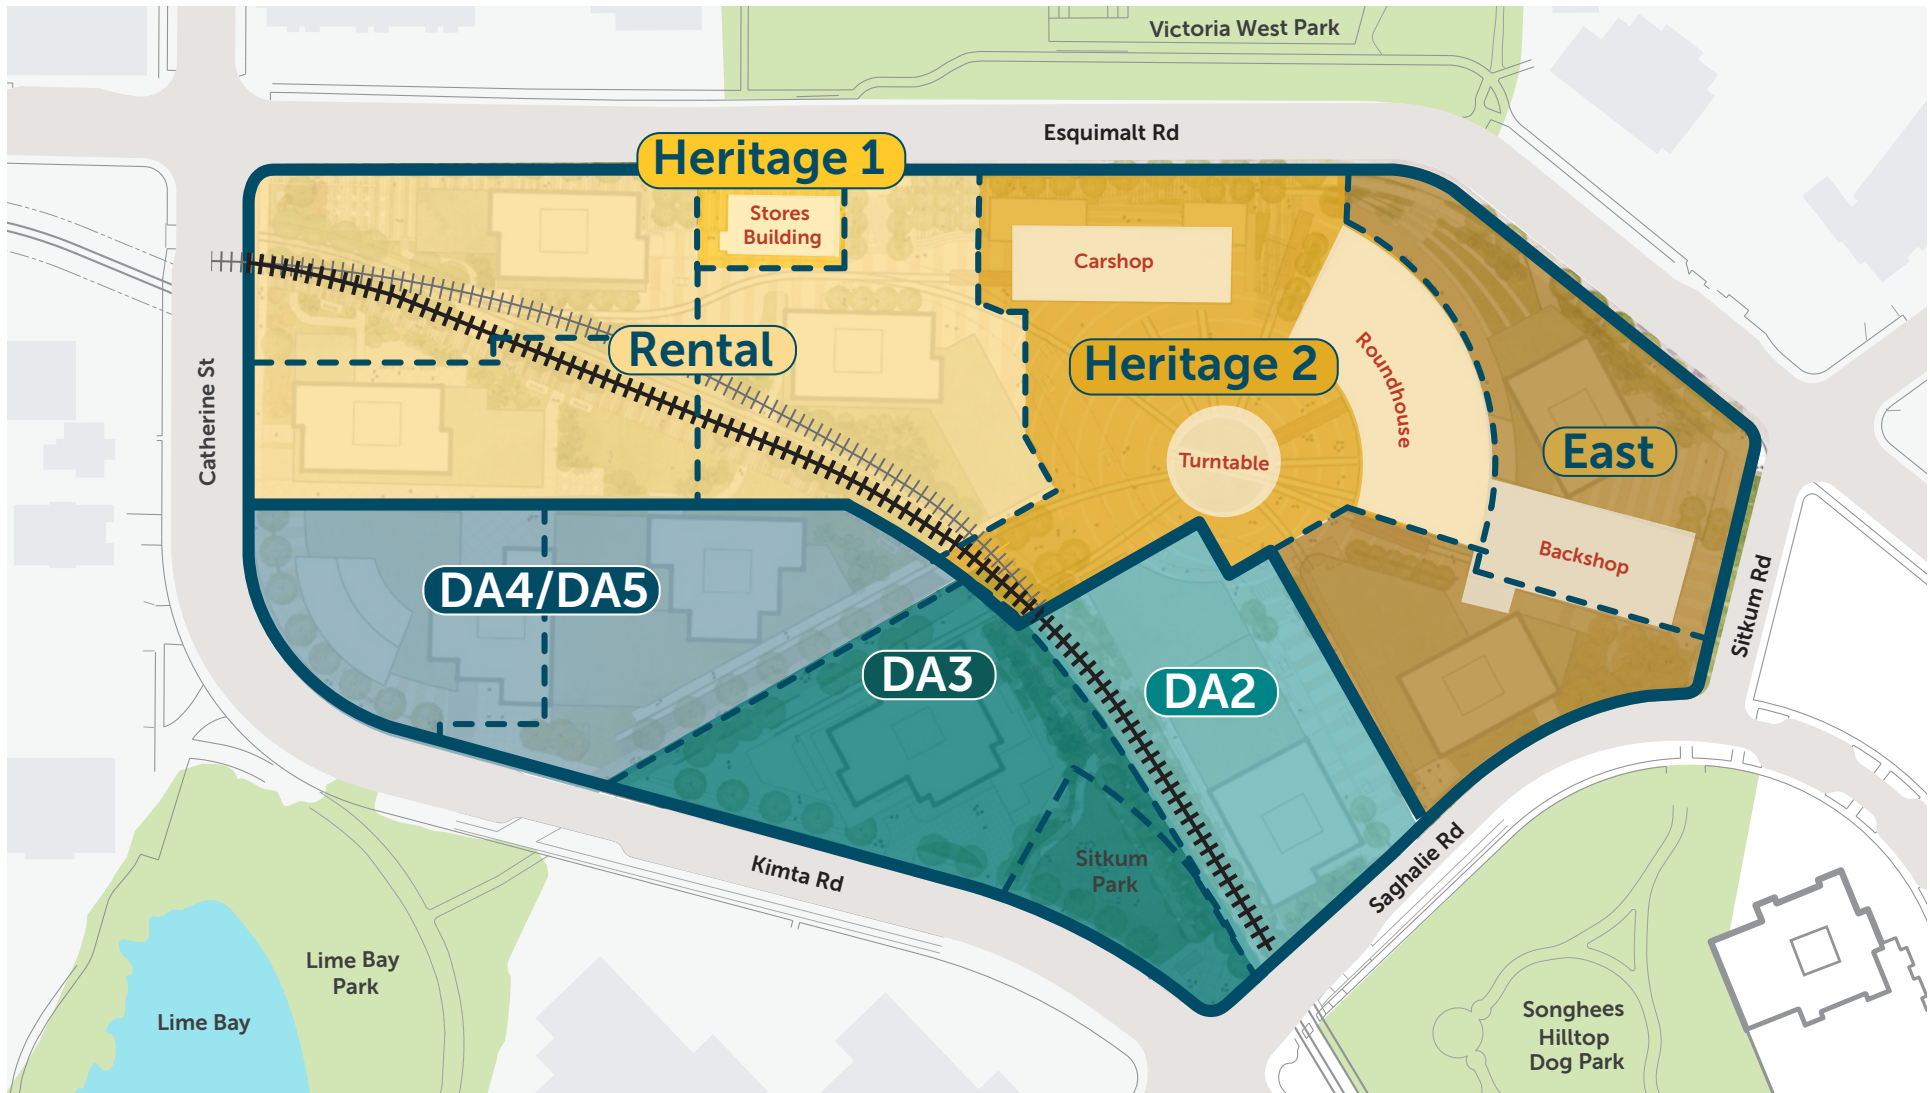 Victoria West Park
Esquimalt Rd
Heritage 1
Stores
Building
Carshop
Rental
Heritage 2
Roundhouse
Catherine St
Turntable
East
Backshop
DA4/DA5
Sitkum Rd
DA3
DA2
Sitkum
Park
Kimta Rd
Saghalie Rd
Lime Bay
Park
Lime Bay
Songhees
Hilltop
Dog Park